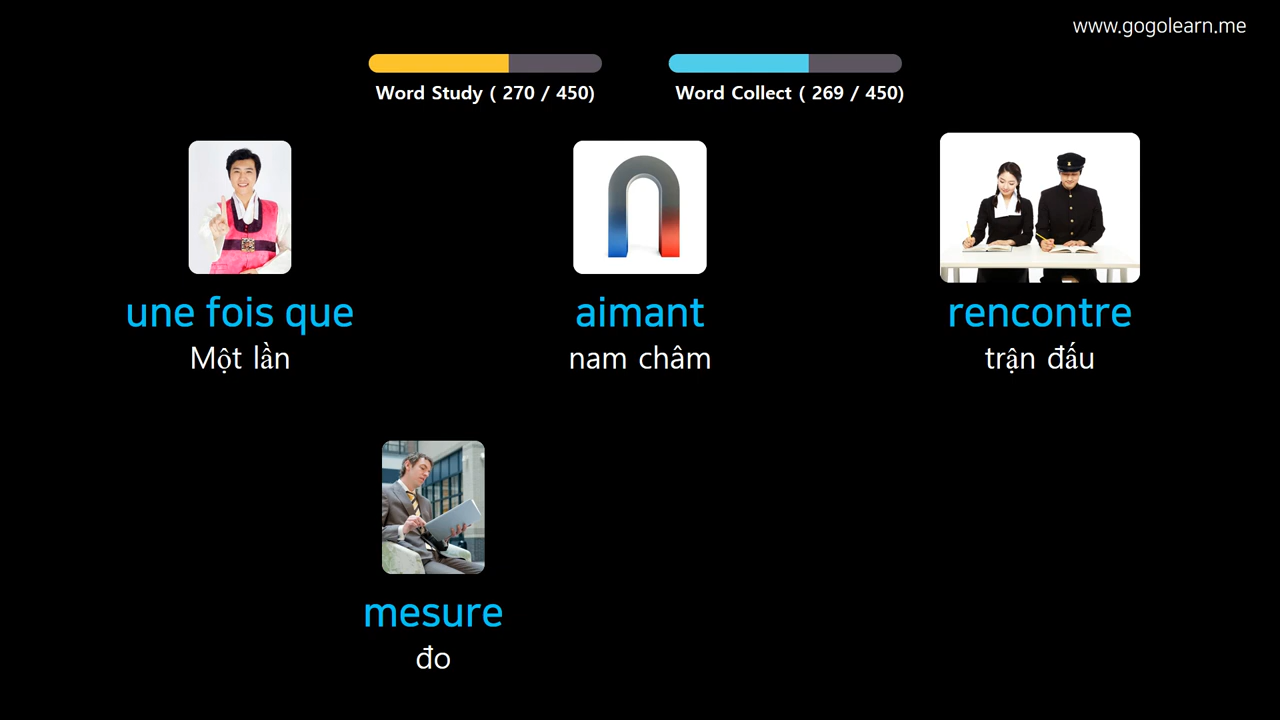 www.gogolearn.me
Word Study ( 270 / 450)
Word Collect ( 269 / 450)
une fois que
Một lần
aimant
nam châm
rencontre
trận đấu
mesure
đo